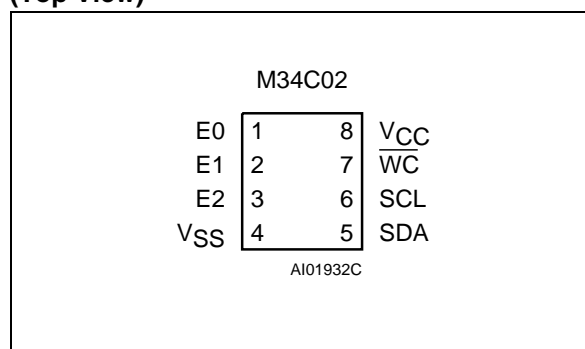 (Top View)
M34C02
E0 1 8 VCC
E1 2 7 WC
E2 3 6 SCL
VSS 4 5 SDA
AI01932C